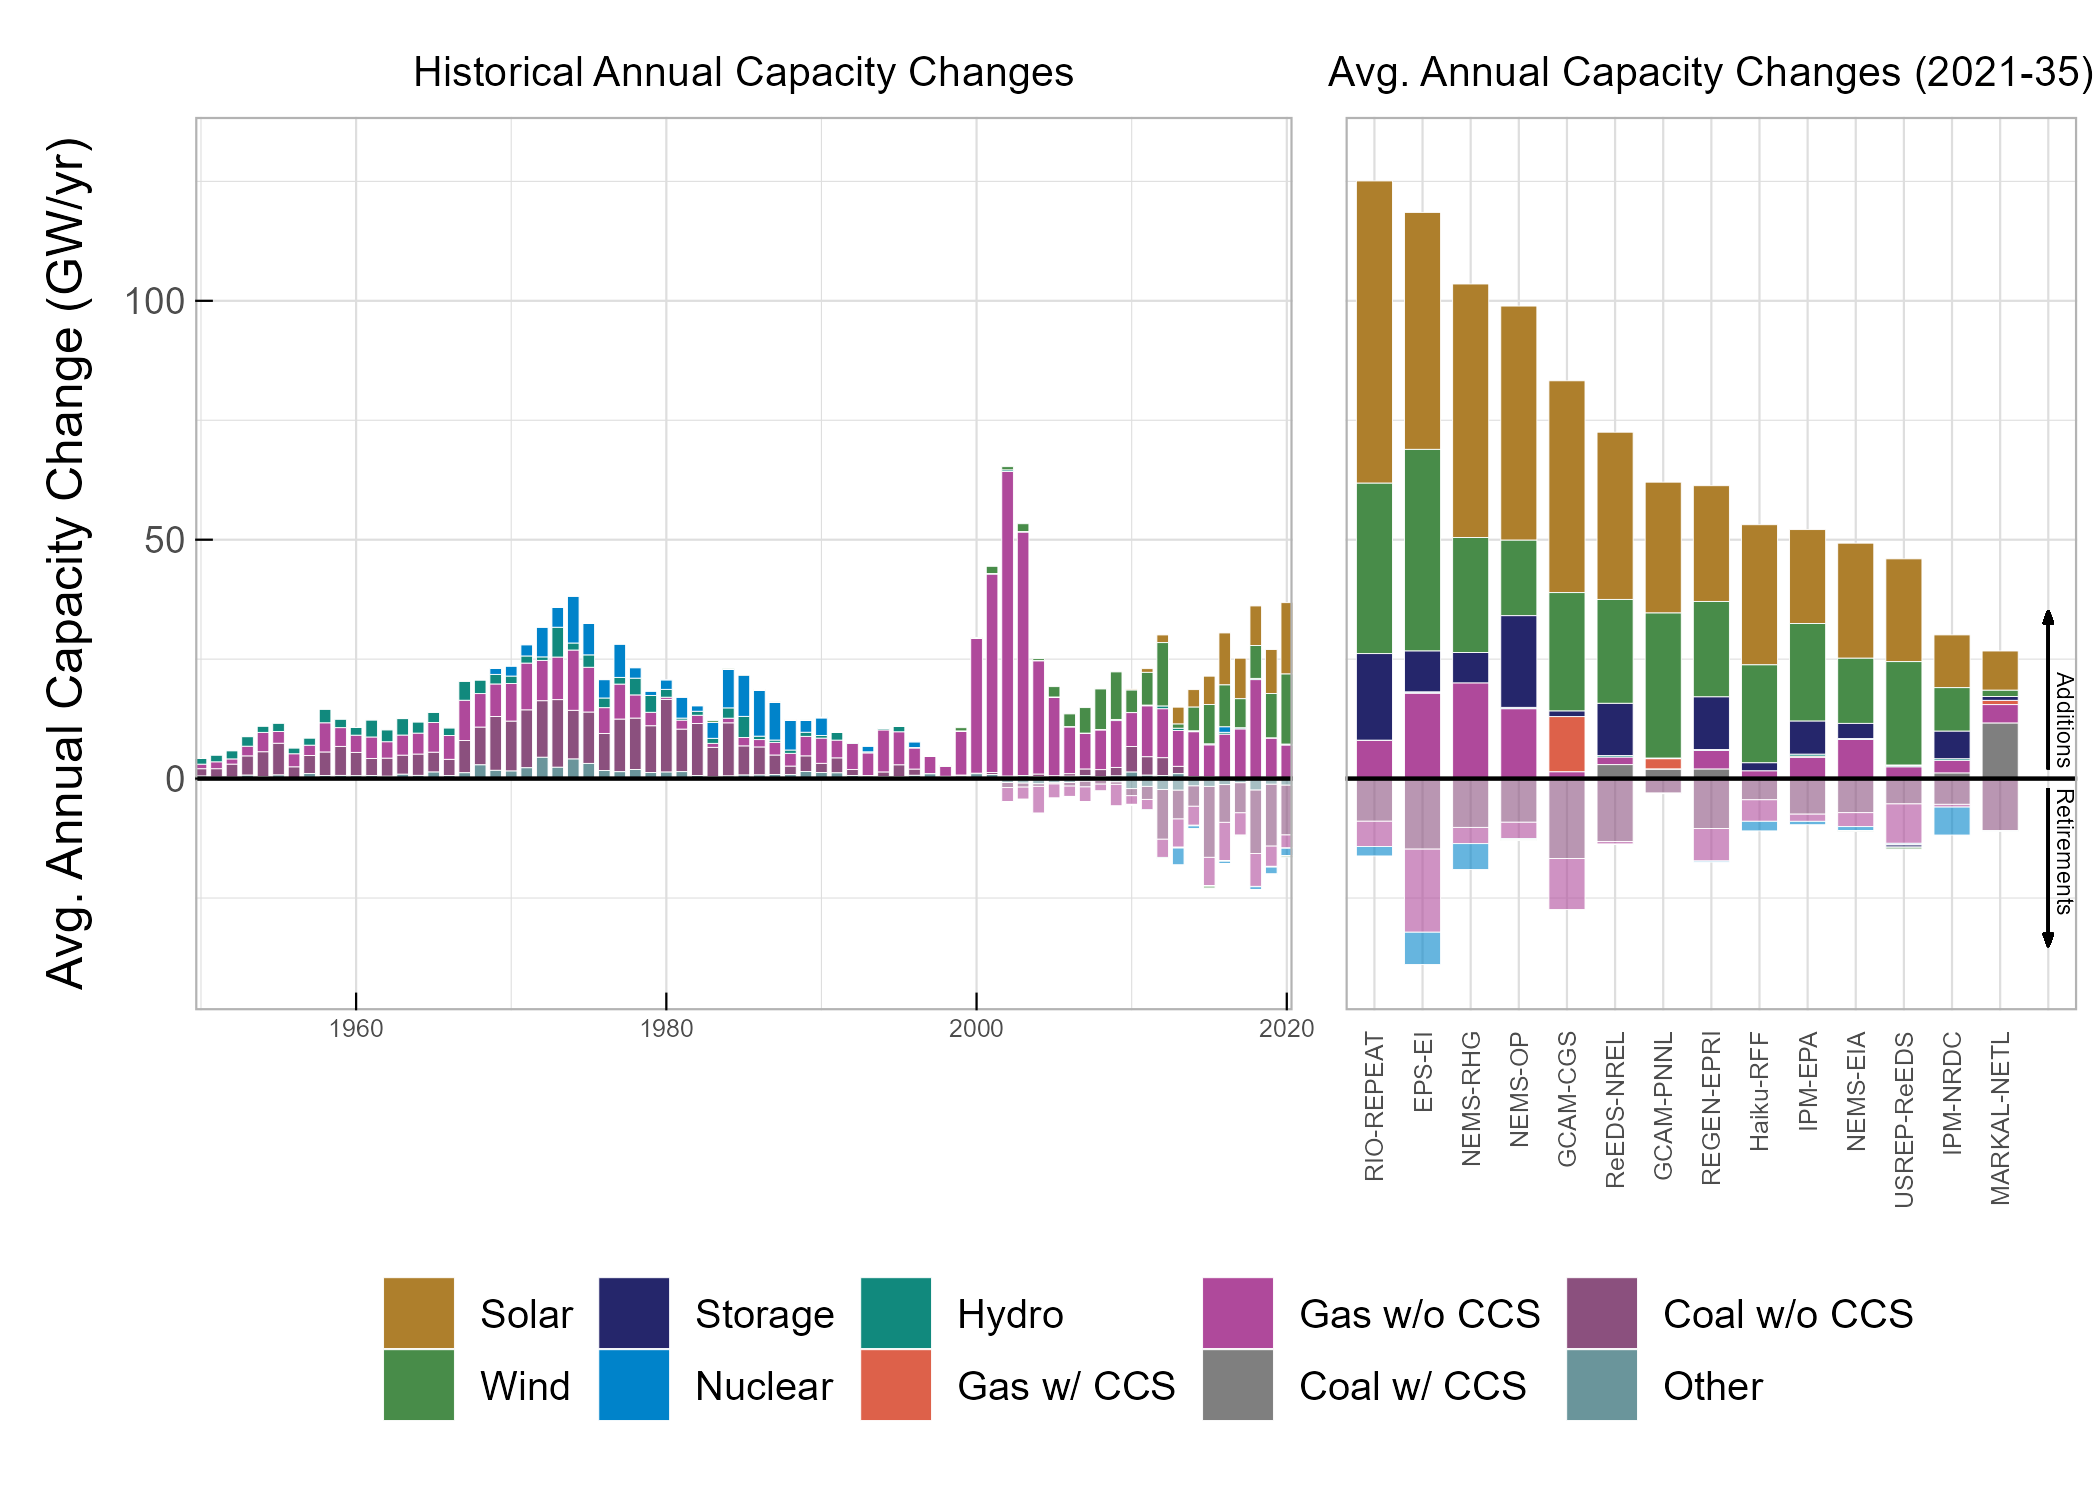 Historical Annual Capacity Changes
Avg. Annual Capacity Changes (2021-35)
Avg. Annual Capacity Change (GW/yr)
100
50
0
1960
1980
2000
2020
Additions
Retirements
RIO-REPEAT
EPS-EI
NEMS-RHG
NEMS-OP
GCAM-CGS
ReEDS-NREL
GCAM-PNNL
REGEN-EPRI
Haiku-RFF
IPM-EPA
NEMS-EIA
USREP-ReEDS
IPM-NRDC
MARKAL-NETL
Solar
Storage
Hydro
Gas w/o CCS
Coal w/o CCS
Wind
Nuclear
Gas w/ CCS
Coal w/ CCS
Other